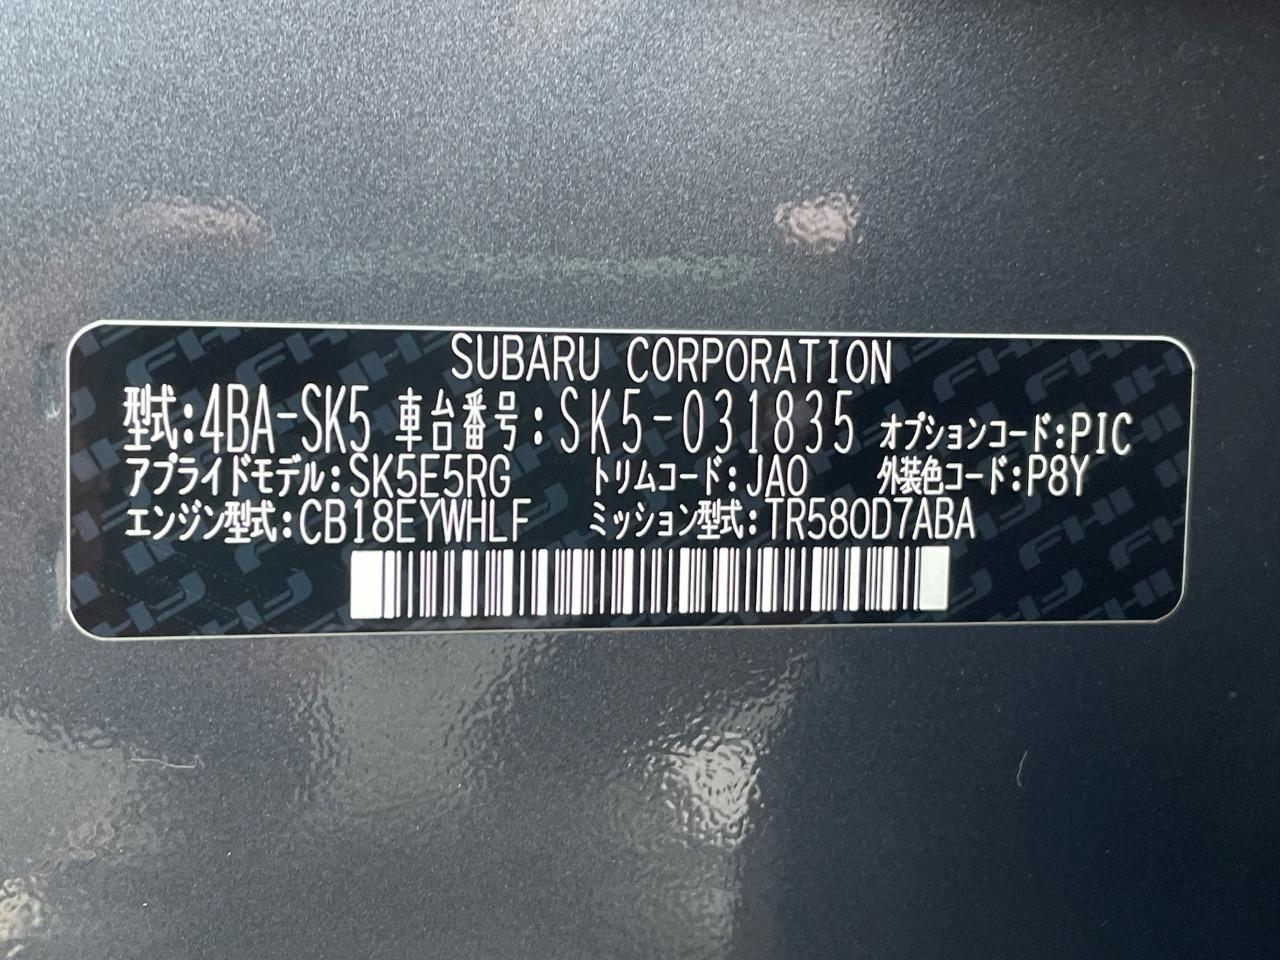 SUBARU CORPORATION
型式:4BA-SK5 車台番号:SK5-031835 オプションコード:PIC
アプライドモデル:SK5E5RG トリムコード:JAO 外装色コード:P8Y
エンジン型式:CB18EYWHLF ミッション型式:TR580D7ABA